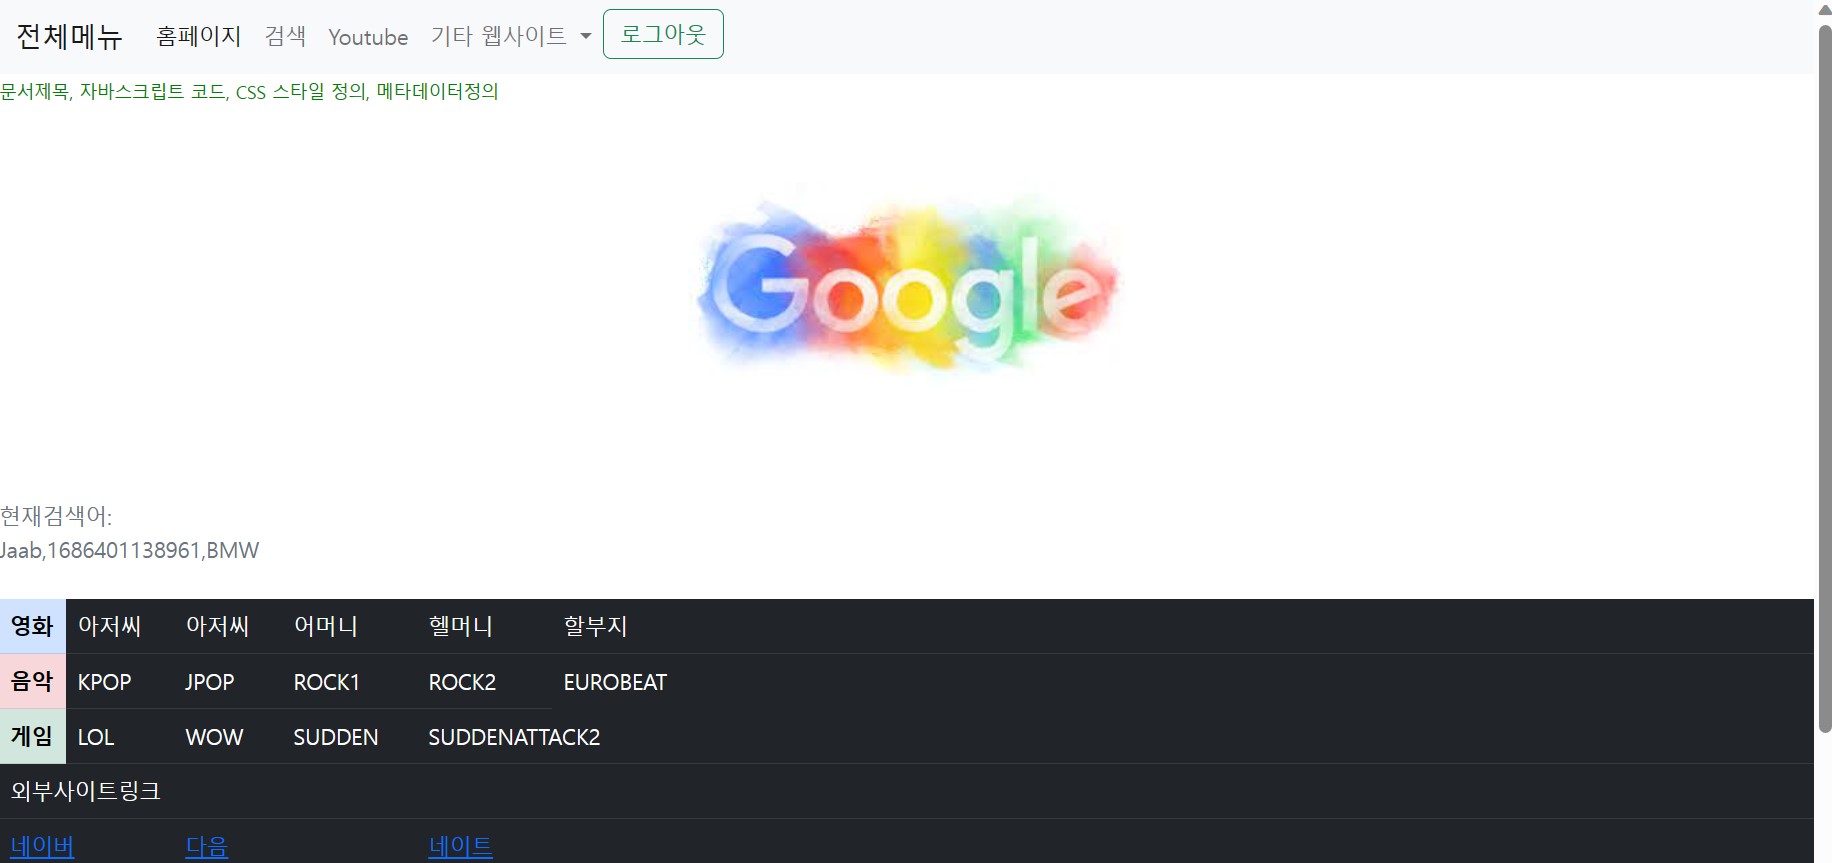 전체메뉴 홈페이지 검색 Youtube 기타 웹사이트 로그아웃
문서제목, 자바스크립트 코드, CSS 스타일 정의, 메타데이터정의
Google
현재검색어:
Jaab,1686401138961,BMW
영화 아저씨 아저씨 어머니 헬머니 할부지
음악 KPOP JPOP ROCK1 ROCK2 EUROBEAT
게임 LOL WOW SUDDEN SUDDENATTACK2
외부사이트링크
네이버 다음 네이트